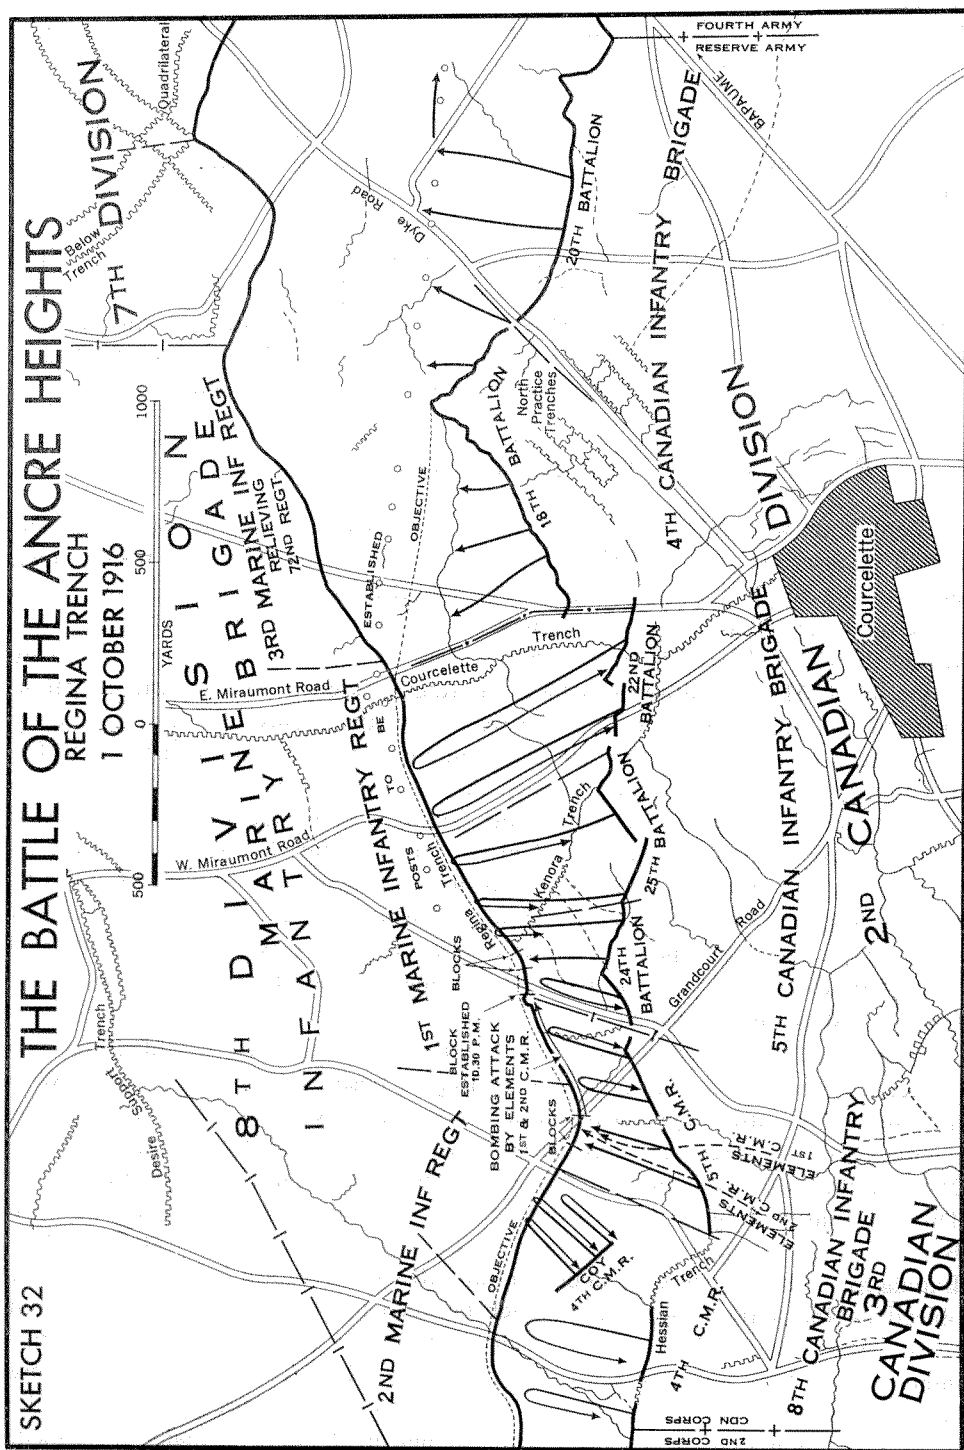 SKETCH 32
THE BATTLE OF THE ANCRE HEIGHTS
REGINA TRENCH
1 OCTOBER 1916
500
0
500
1000
YARDS
7TH DIVISION
Quadrilateral
Below
Trench
Support
Trench
Desire
8TH DIVISION
MARINE BRIGADE
INFANTRY
3RD MARINE INF REGT
RELIEVING
72ND REGT
E. Miraumont Road
W. Miraumont Road
Courcelette
Trench
Dyke
Road
1ST MARINE INFANTRY REGT
2ND MARINE INF REGT
POSTS
TO
BE
ESTABLISHED
OBJECTIVE
Regina
Trench
BLOCKS
BLOCK
ESTABLISHED
10.30 P.M.
BOMBING ATTACK
BY ELEMENTS
1ST & 2ND C.M.R.
BLOCKS
OBJECTIVE
COY
4TH C.M.R.
Hessian
Trench
4TH C.M.R.
5TH C.M.R.
ELEMENTS
2ND C.M.R.
ELEMENTS
1ST C.M.R.
24TH
BATTALION
25TH BATTALION
22ND
BATTALION
Kenora
Trench
18TH BATTALION
North
Practice
Trenches
20TH BATTALION
Grandcourt
Road
4TH CANADIAN INFANTRY BRIGADE
5TH CANADIAN INFANTRY BRIGADE
2ND CANADIAN DIVISION
8TH CANADIAN INFANTRY
BRIGADE
3RD
CANADIAN
DIVISION
Courcelette
BAPAUME
FOURTH ARMY
RESERVE ARMY
2ND CORPS
CDN CORPS